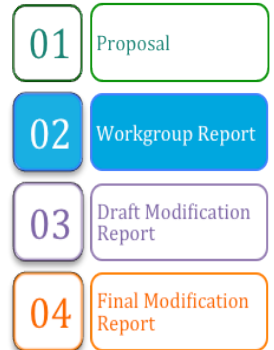 01 Proposal
02 Workgroup Report
03 Draft Modification
Report
04 Final Modification
Report